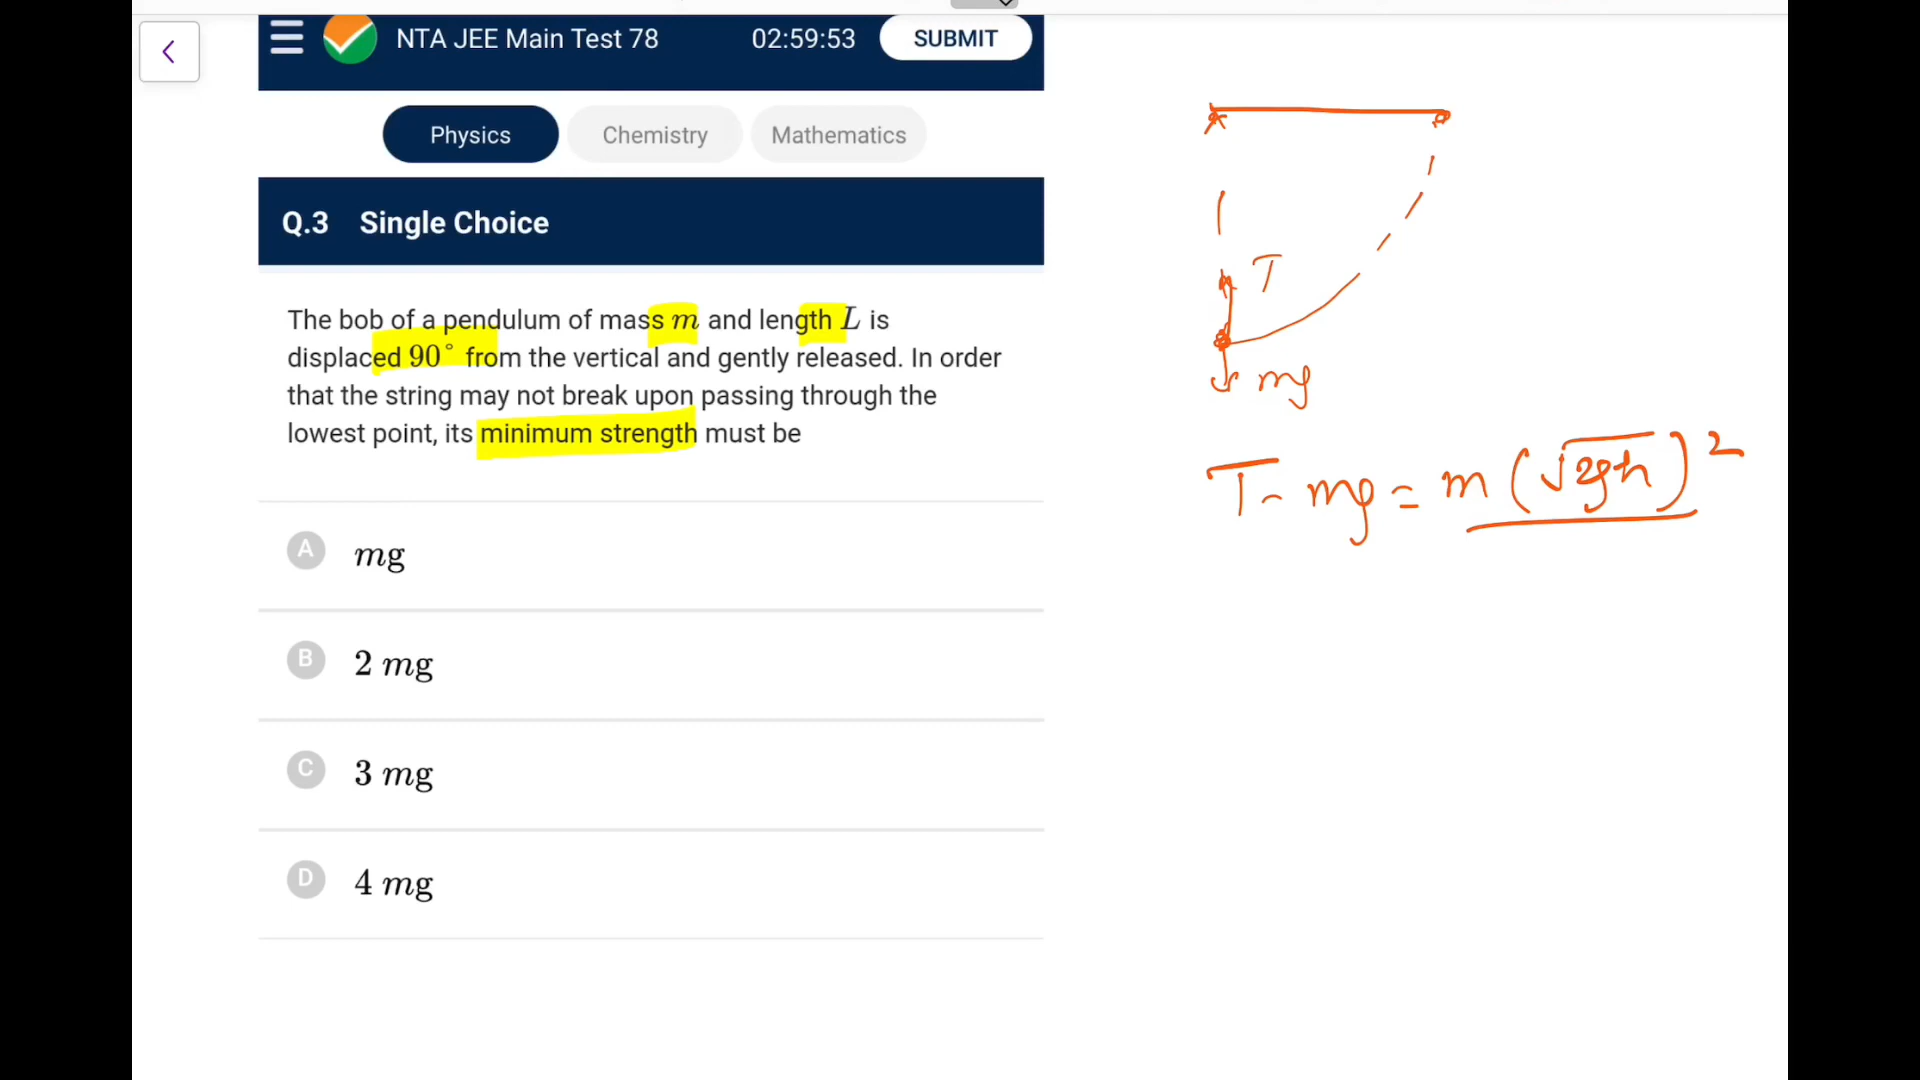 NTA JEE Main Test 78 02:59:53 SUBMIT
Physics Chemistry Mathematics
Q.3 Single Choice
The bob of a pendulum of mass m and length L is
displaced 90° from the vertical and gently released. In order
that the string may not break upon passing through the
lowest point, its minimum strength must be
A mg
B 2 mg
C 3 mg
D 4 mg
T
mg
T - mg = m (√2gh)²